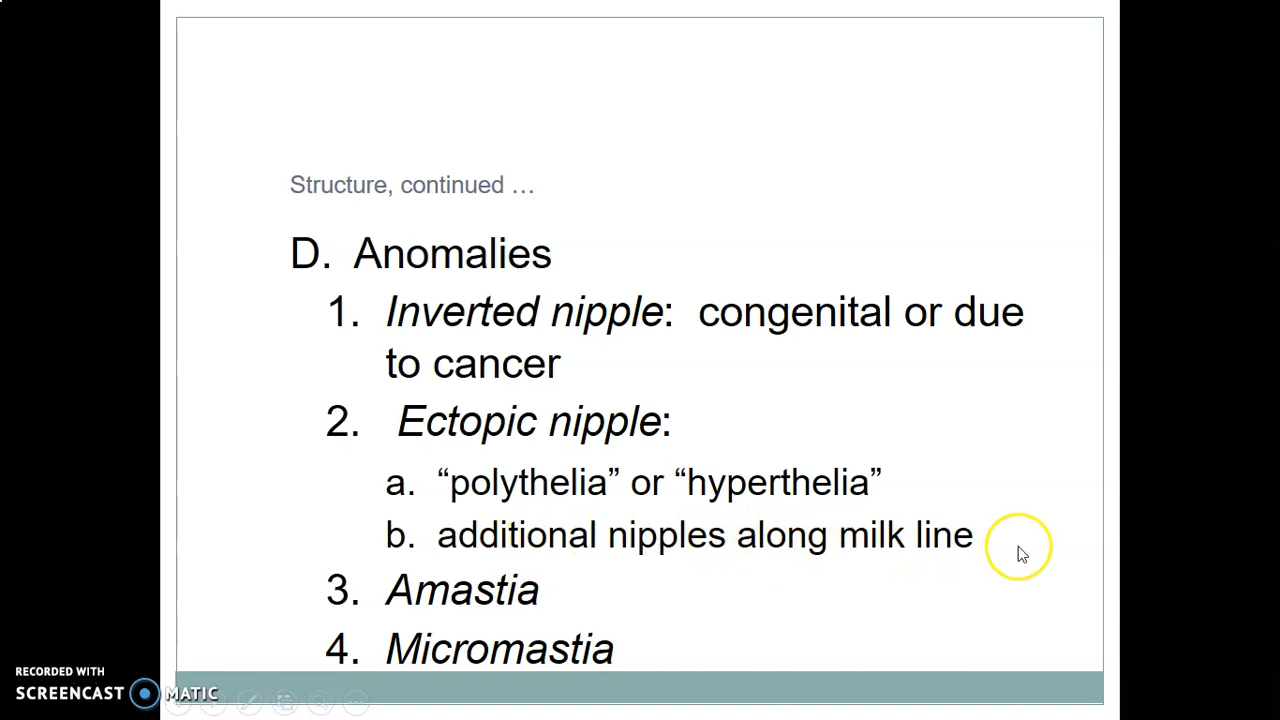 Structure, continued …
D. Anomalies
1. Inverted nipple: congenital or due
to cancer
2. Ectopic nipple:
a. “polythelia” or “hyperthelia”
b. additional nipples along milk line
3. Amastia
4. Micromastia
RECORDED WITH
SCREENCAST MATIC